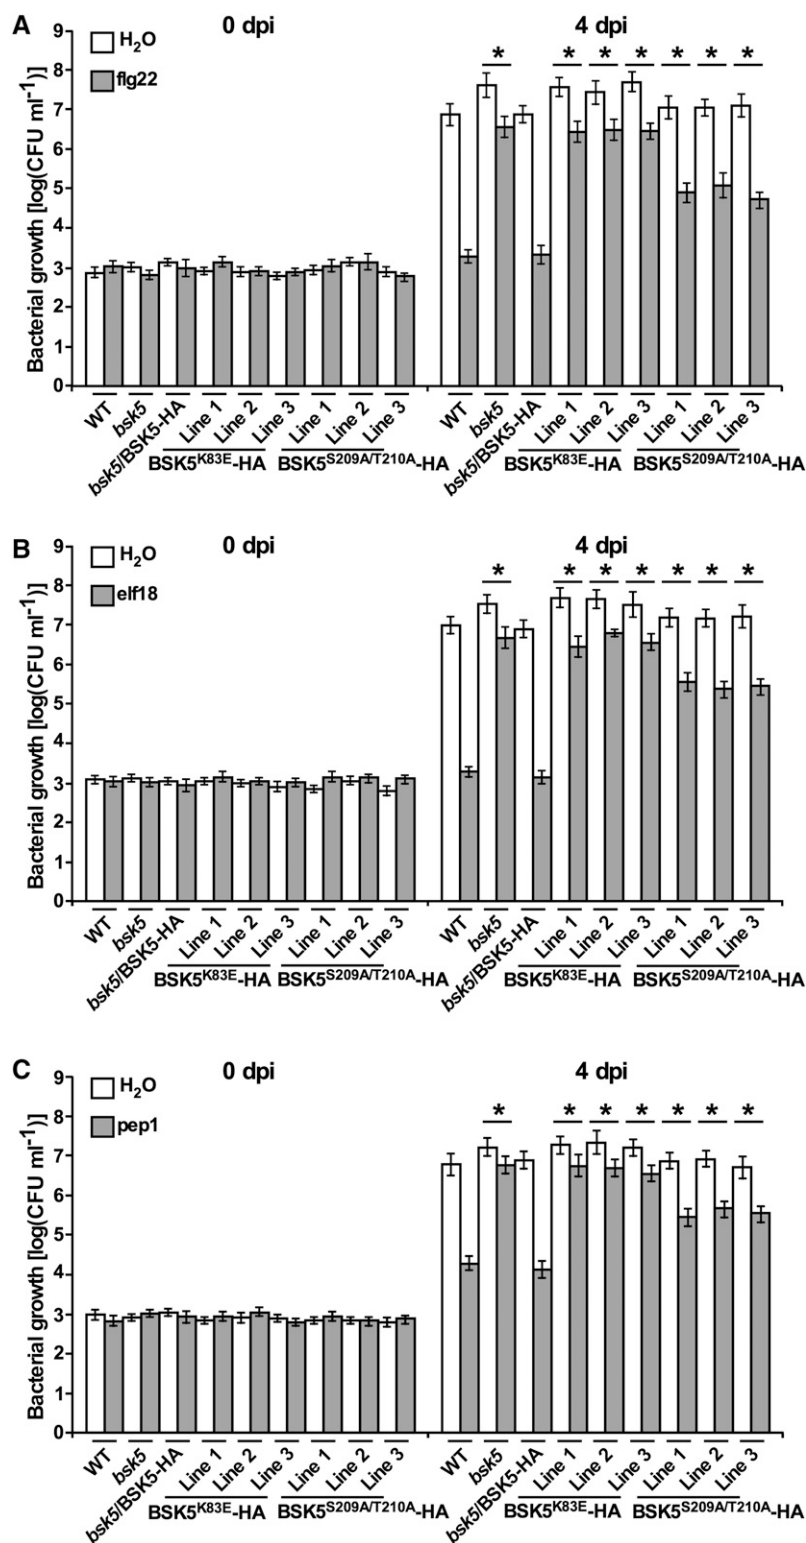 A
0 dpi
4 dpi
H2O
flg22
Bacterial growth [log(CFU ml-1)]
9
8
7
6
5
4
3
2
1
0
* * * * * * *
WT bsk5 bsk5/BSK5-HA Line 1 Line 2 Line 3 Line 1 Line 2 Line 3
BSK5K83E-HA BSK5S209A/T210A-HA
WT bsk5 bsk5/BSK5-HA Line 1 Line 2 Line 3 Line 1 Line 2 Line 3
BSK5K83E-HA BSK5S209A/T210A-HA
B
0 dpi
4 dpi
H2O
elf18
Bacterial growth [log(CFU ml-1)]
9
8
7
6
5
4
3
2
1
0
* * * * * * *
WT bsk5 bsk5/BSK5-HA Line 1 Line 2 Line 3 Line 1 Line 2 Line 3
BSK5K83E-HA BSK5S209A/T210A-HA
WT bsk5 bsk5/BSK5-HA Line 1 Line 2 Line 3 Line 1 Line 2 Line 3
BSK5K83E-HA BSK5S209A/T210A-HA
C
0 dpi
4 dpi
H2O
pep1
Bacterial growth [log(CFU ml-1)]
9
8
7
6
5
4
3
2
1
0
* * * * * * *
WT bsk5 bsk5/BSK5-HA Line 1 Line 2 Line 3 Line 1 Line 2 Line 3
BSK5K83E-HA BSK5S209A/T210A-HA
WT bsk5 bsk5/BSK5-HA Line 1 Line 2 Line 3 Line 1 Line 2 Line 3
BSK5K83E-HA BSK5S209A/T210A-HA